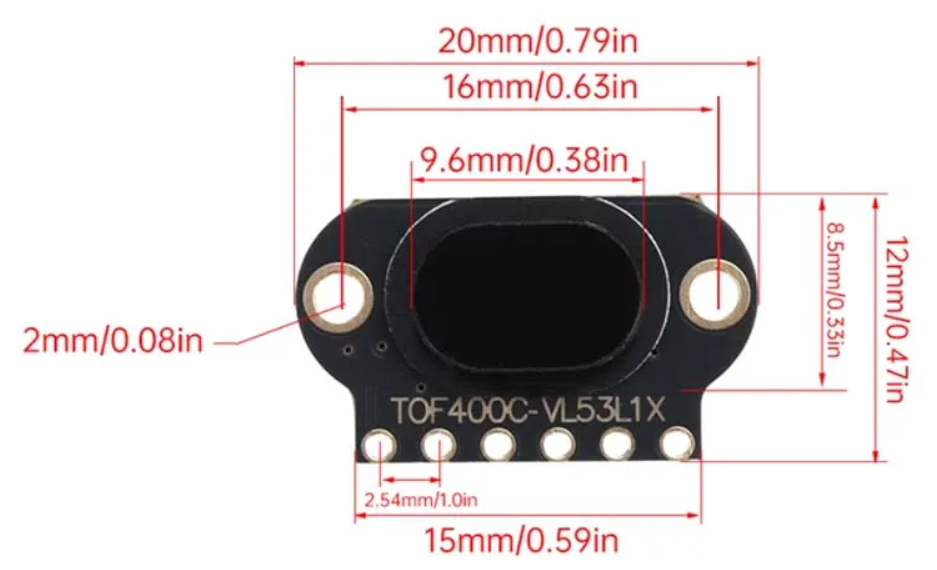 20mm/0.79in
16mm/0.63in
9.6mm/0.38in
8.5mm/0.33in
12mm/0.47in
2mm/0.08in
TOF400C-VL53L1X
2.54mm/1.0in
15mm/0.59in